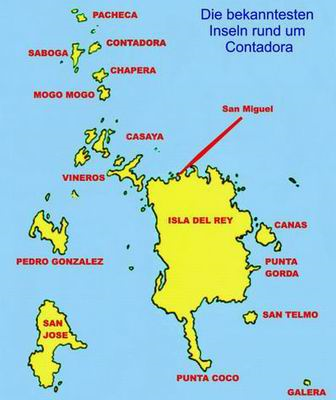 Die bekanntesten
Inseln rund um
Contadora
PACHECA
CONTADORA
SABOGA
CHAPERA
MOGO MOGO
San Miguel
CASAYA
VINEROS
ISLA DEL REY
CANAS
PEDRO GONZALEZ
PUNTA
GORDA
SAN TELMO
SAN
JOSE
PUNTA COCO
GALERA